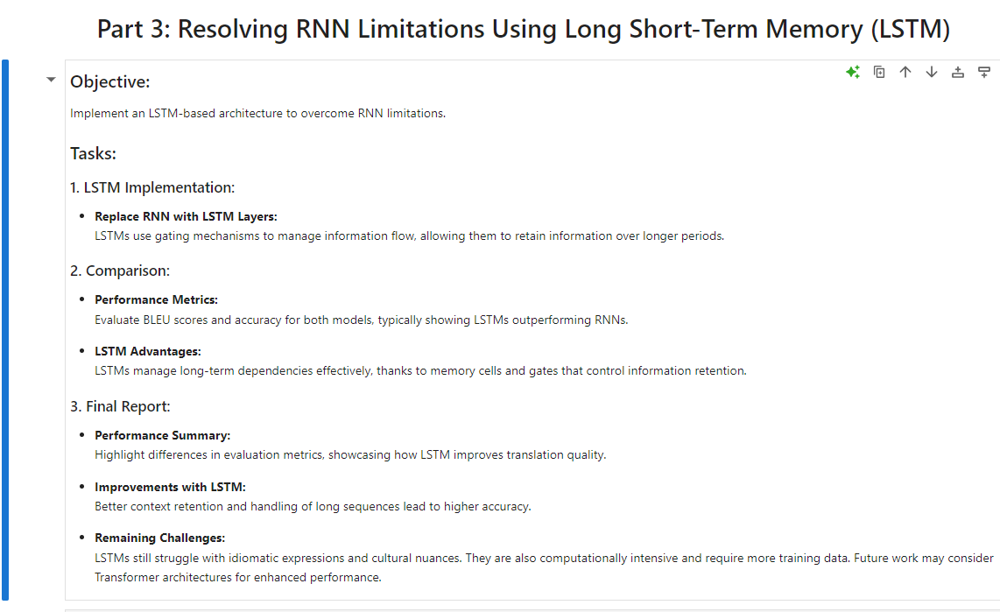 Part 3: Resolving RNN Limitations Using Long Short-Term Memory (LSTM)
Objective:
Implement an LSTM-based architecture to overcome RNN limitations.
Tasks:
1. LSTM Implementation:
• Replace RNN with LSTM Layers:
LSTMs use gating mechanisms to manage information flow, allowing them to retain information over longer periods.
2. Comparison:
• Performance Metrics:
Evaluate BLEU scores and accuracy for both models, typically showing LSTMs outperforming RNNs.
• LSTM Advantages:
LSTMs manage long-term dependencies effectively, thanks to memory cells and gates that control information retention.
3. Final Report:
• Performance Summary:
Highlight differences in evaluation metrics, showcasing how LSTM improves translation quality.
• Improvements with LSTM:
Better context retention and handling of long sequences lead to higher accuracy.
• Remaining Challenges:
LSTMs still struggle with idiomatic expressions and cultural nuances. They are also computationally intensive and require more training data. Future work may consider
Transformer architectures for enhanced performance.